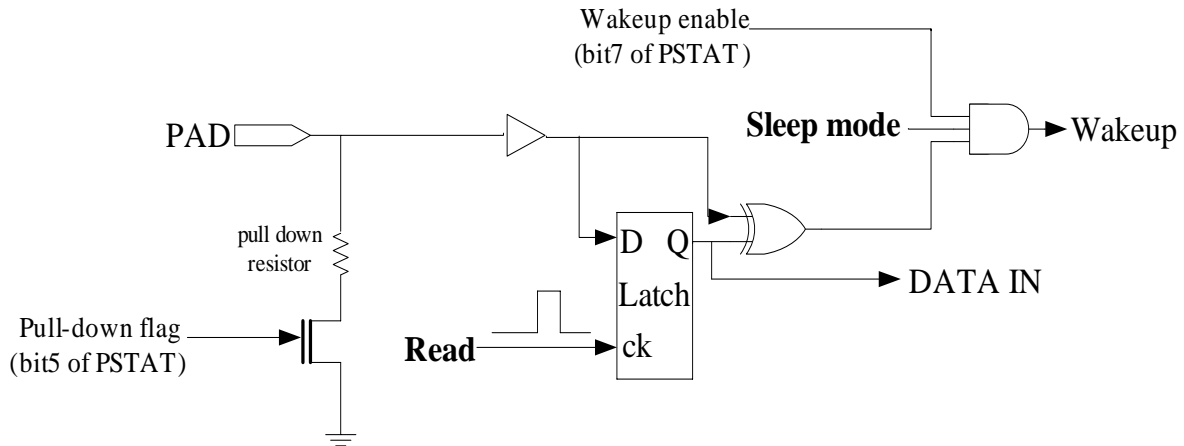 Wakeup enable
(bit7 of PSTAT)
Sleep mode
Wakeup
PAD
pull down
resistor
D Q
Latch
ck
DATA IN
Pull-down flag
(bit5 of PSTAT)
Read